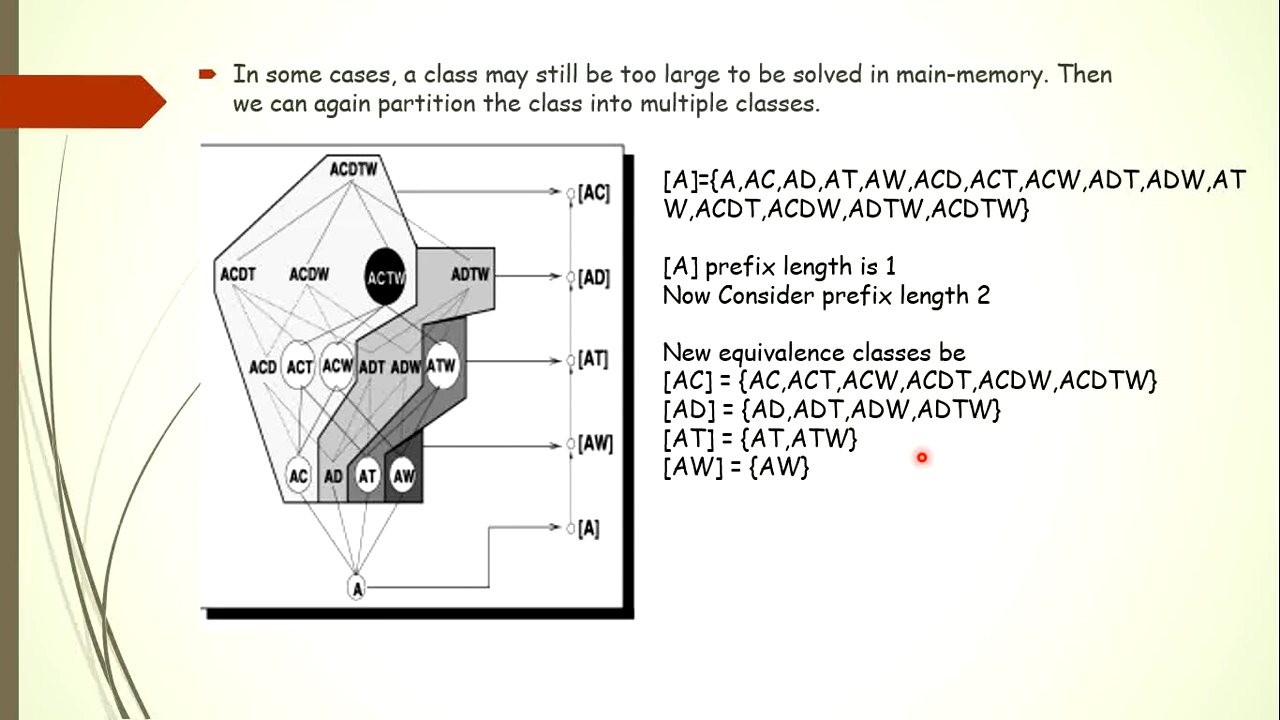 In some cases, a class may still be too large to be solved in main-memory. Then
we can again partition the class into multiple classes.
ACDTW
[AC]
ACDT ACDW ACTW ADTW
[AD]
ACD ACT ACW ADT ADW ATW
[AT]
[AW]
AC AD AT AW
[A]
A
[A]={A,AC,AD,AT,AW,ACD,ACT,ACW,ADT,ADW,AT
W,ACDT,ACDW,ADTW,ACDTW}
[A] prefix length is 1
Now Consider prefix length 2
New equivalence classes be
[AC] = {AC,ACT,ACW,ACDT,ACDW,ACDTW}
[AD] = {AD,ADT,ADW,ADTW}
[AT] = {AT,ATW}
[AW] = {AW}